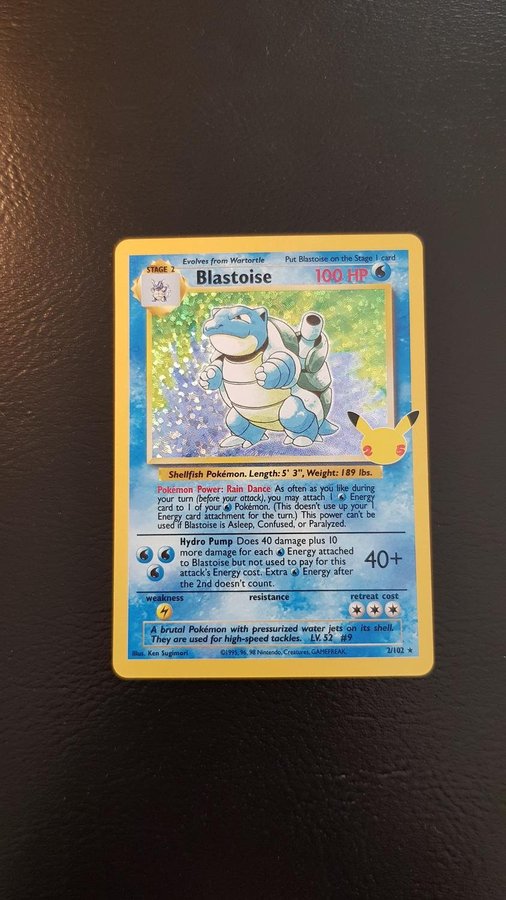 Evolves from Wartortle Put Blastoise on the Stage 1 card
STAGE 2
Blastoise 100 HP
25
Shellfish Pokémon. Length: 5' 3", Weight: 189 lbs.
Pokémon Power: Rain Dance As often as you like during
your turn (before your attack), you may attach 1 Energy
card to 1 of your Pokémon. (This doesn't use up your 1
Energy card attachment for the turn.) This power can't be
used if Blastoise is Asleep, Confused, or Paralyzed.
Hydro Pump Does 40 damage plus 10
more damage for each Energy attached
to Blastoise but not used to pay for this
attack's Energy cost. Extra Energy after
the 2nd doesn't count.
40+
weakness resistance retreat cost
A brutal Pokémon with pressurized water jets on its shell.
They are used for high-speed tackles. LV. 52 #9
Illus. Ken Sugimori ©1995, 96, 98 Nintendo, Creatures, GAMEFREAK. 2/102 ★